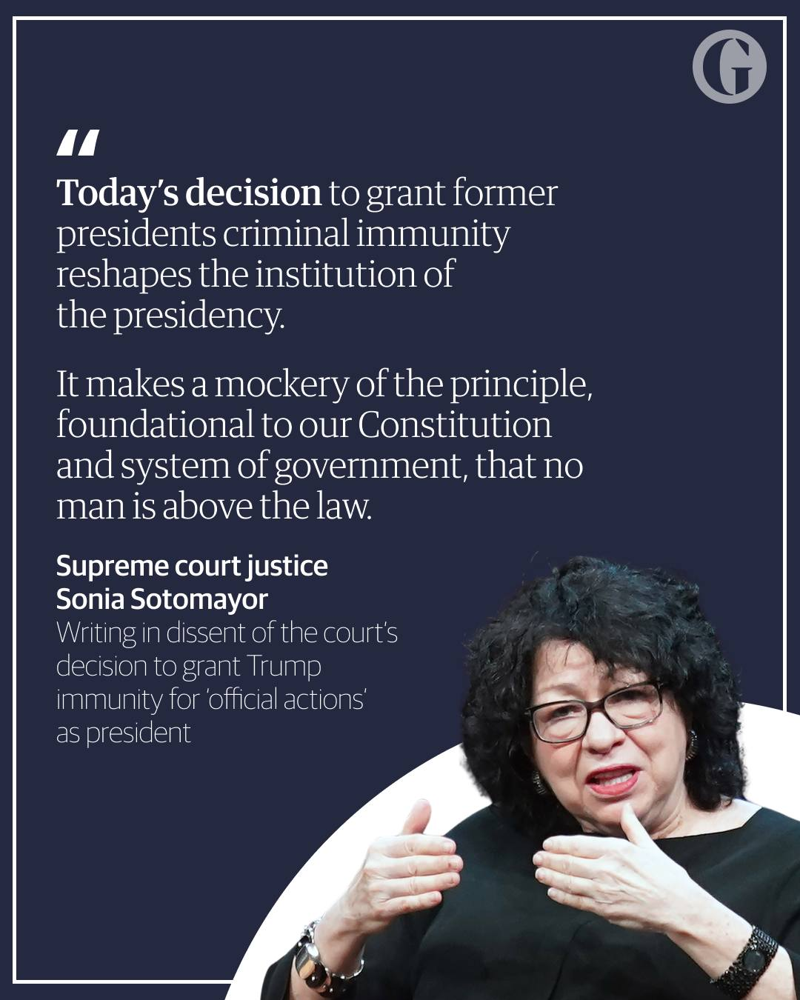 “
Today’s decision to grant former
presidents criminal immunity
reshapes the institution of
the presidency.
It makes a mockery of the principle,
foundational to our Constitution
and system of government, that no
man is above the law.
Supreme court justice
Sonia Sotomayor
Writing in dissent of the court’s
decision to grant Trump
immunity for ‘official actions’
as president
G